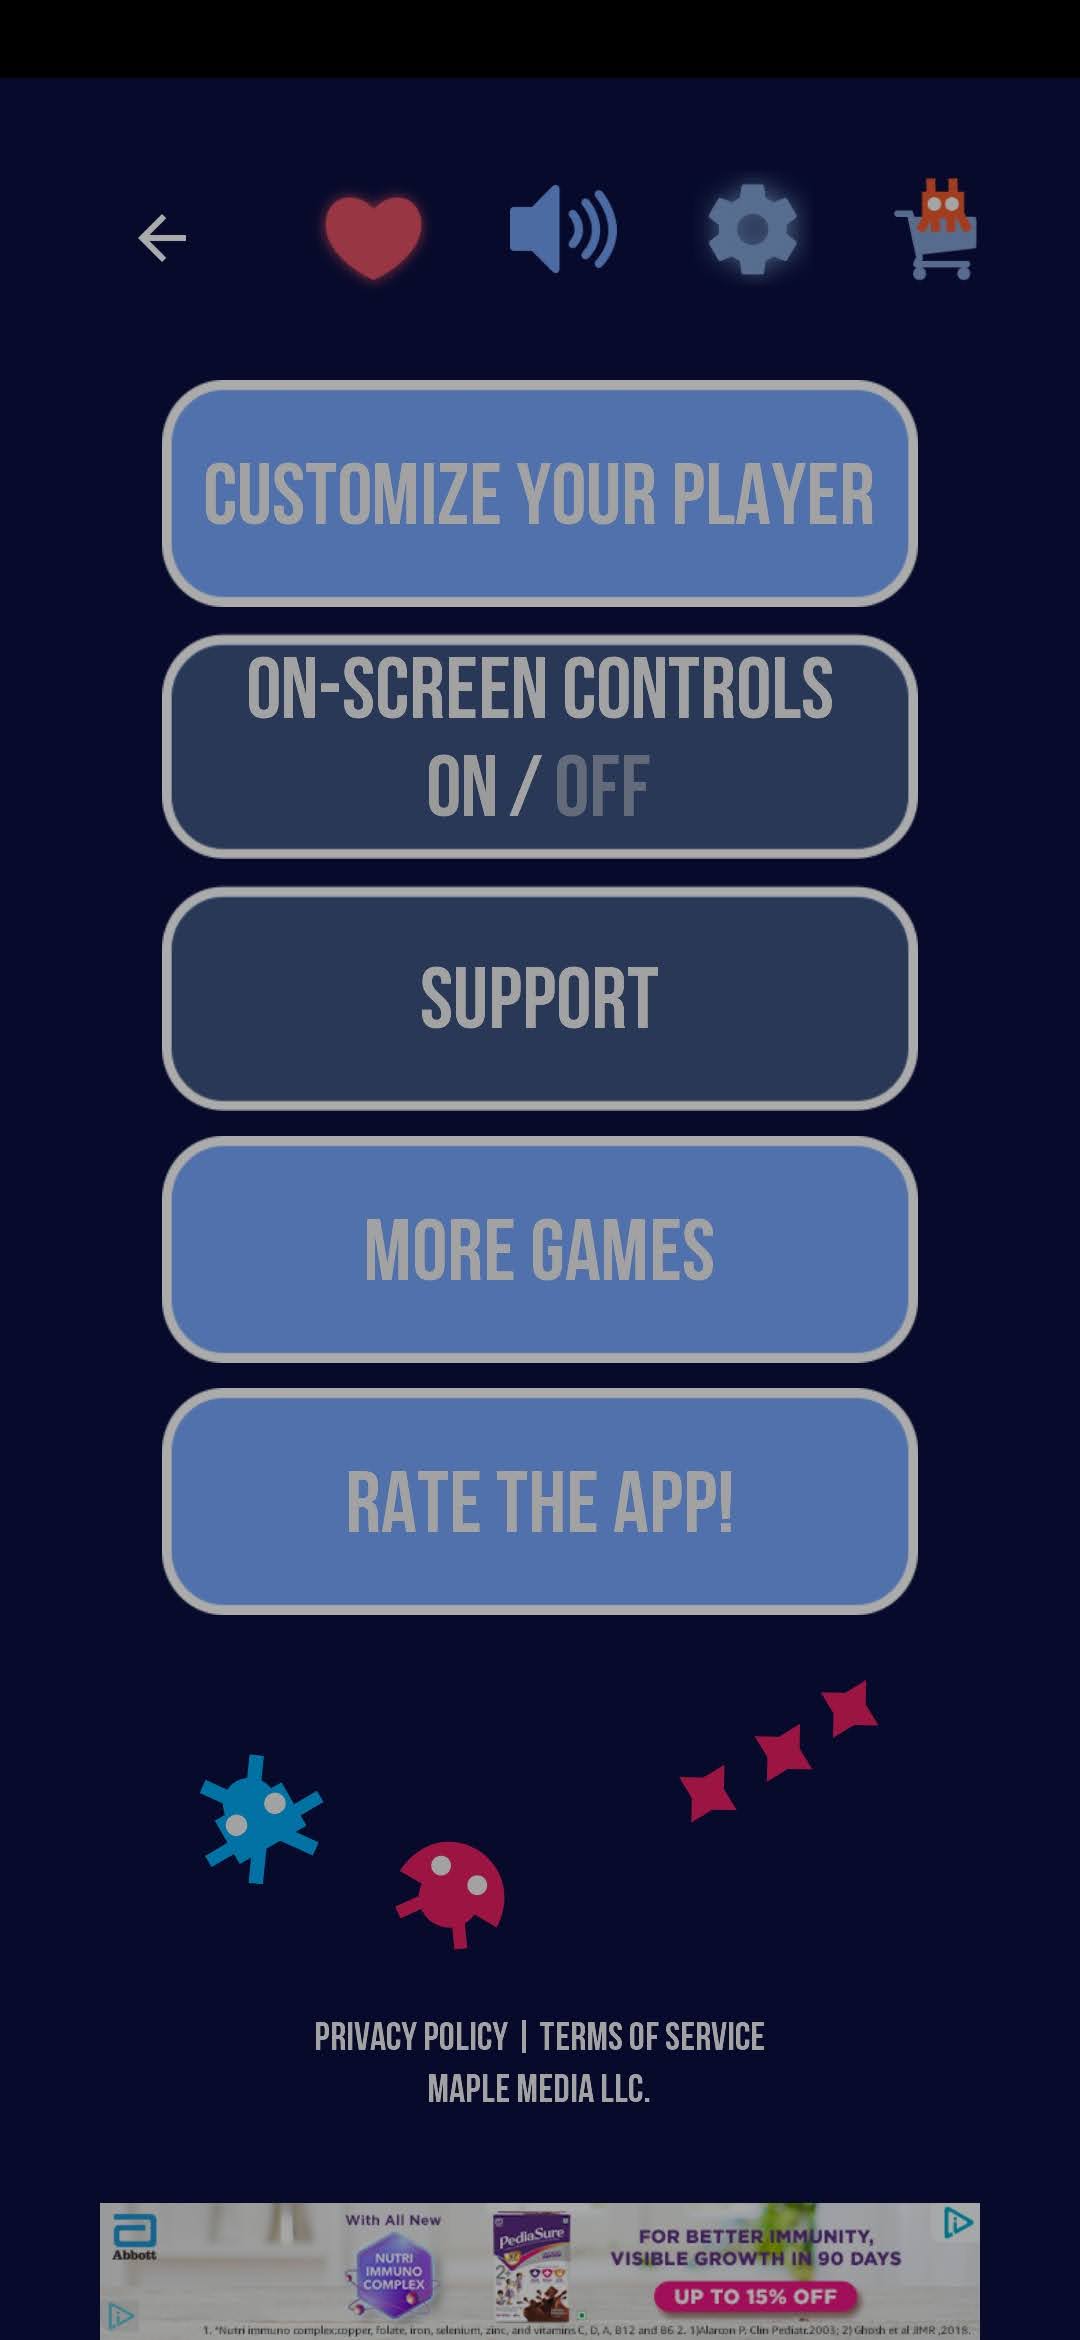 CUSTOMIZE YOUR PLAYER
ON-SCREEN CONTROLS
ON / OFF
SUPPORT
MORE GAMES
RATE THE APP!
PRIVACY POLICY | TERMS OF SERVICE
MAPLE MEDIA LLC.
Abbott
With All New
NUTRI
IMMUNO
COMPLEX
PediaSure
2+
FOR BETTER IMMUNITY,
VISIBLE GROWTH IN 90 DAYS
UP TO 15% OFF
1. *Nutri immuno complex:copper, folate, iron, selenium, zinc, and vitamins C, D, A, B12 and B6 2. 1)Alarcon P. Clin Pediatr.2003; 2) Ghosh et al JIMR ,2018.